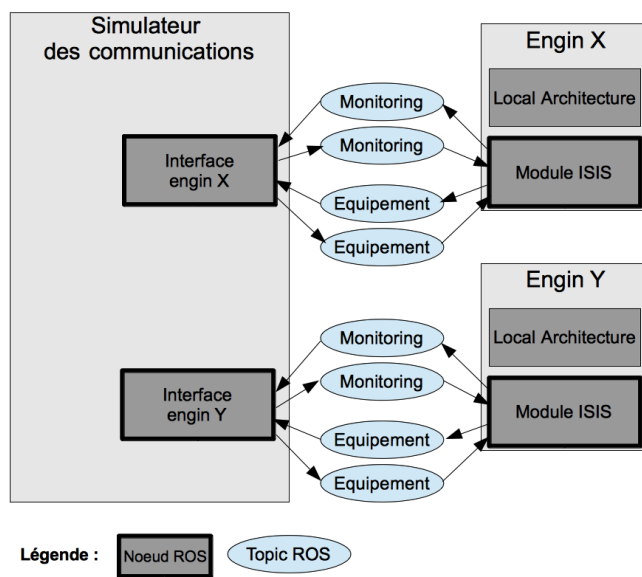 Simulateur
des communications
Interface
engin X
Monitoring
Monitoring
Equipement
Equipement
Engin X
Local Architecture
Module ISIS
Interface
engin Y
Monitoring
Monitoring
Equipement
Equipement
Engin Y
Local Architecture
Module ISIS
Légende :
Noeud ROS
Topic ROS